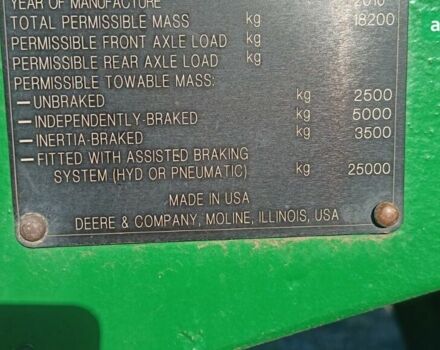 YEAR OF MANUFACTURE 2010
TOTAL PERMISSIBLE MASS kg 18200
PERMISSIBLE FRONT AXLE LOAD kg
PERMISSIBLE REAR AXLE LOAD kg
PERMISSIBLE TOWABLE MASS:
—UNBRAKED kg 2500
—INDEPENDENTLY-BRAKED kg 5000
—INERTIA-BRAKED kg 3500
—FITTED WITH ASSISTED BRAKING
SYSTEM (HYD OR PNEUMATIC) kg 25000
MADE IN USA
DEERE & COMPANY, MOLINE, ILLINOIS, USA